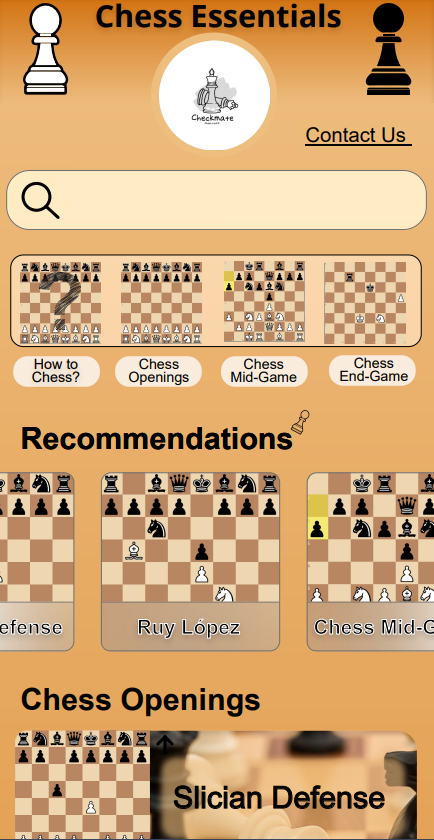 Chess Essentials
Checkmate
Contact Us
How to
Chess?
Chess
Openings
Chess
Mid-Game
Chess
End-Game
Recommendations
efense
Ruy López
Chess Mid-G
Chess Openings
Slician Defense